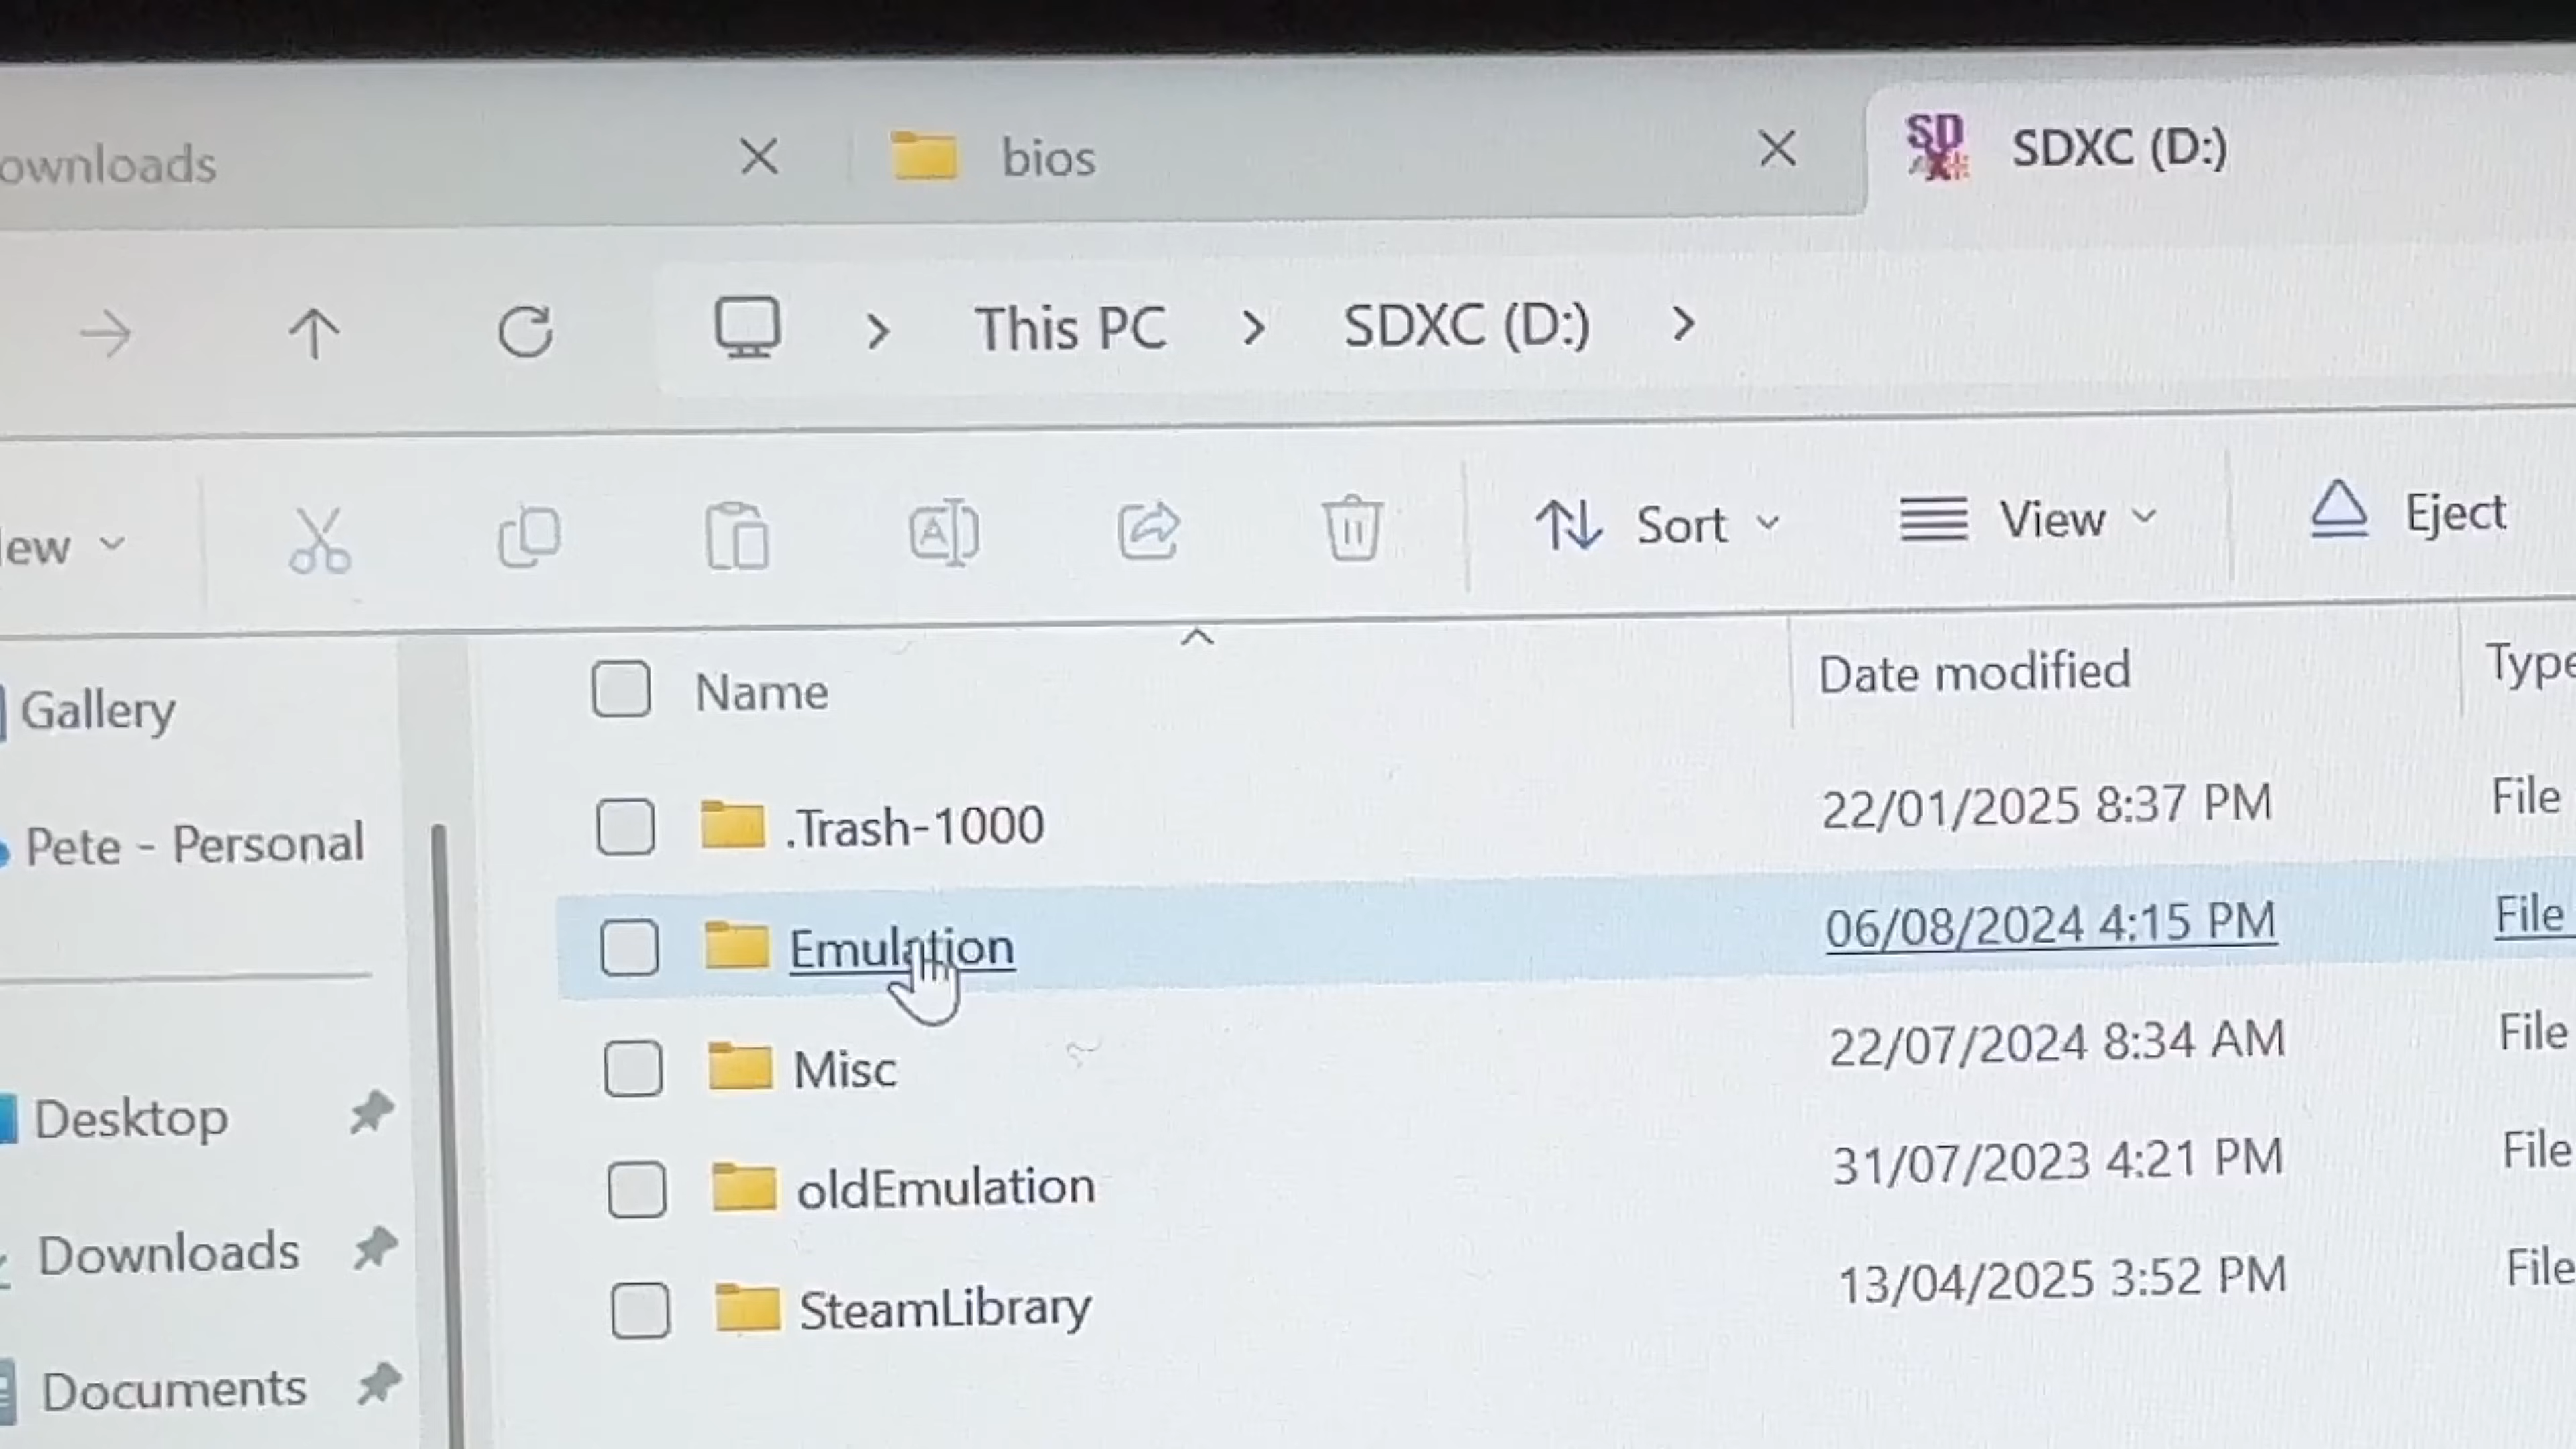 ownloads
bios
SD
SDXC (D:)
This PC > SDXC (D:) >
ew
Sort
View
Eject
Name
Date modified
Type
Gallery
Pete - Personal
Desktop
Downloads
Documents
.Trash-1000 22/01/2025 8:37 PM File
Emulation 06/08/2024 4:15 PM File
Misc 22/07/2024 8:34 AM File
oldEmulation 31/07/2023 4:21 PM File
SteamLibrary 13/04/2025 3:52 PM File